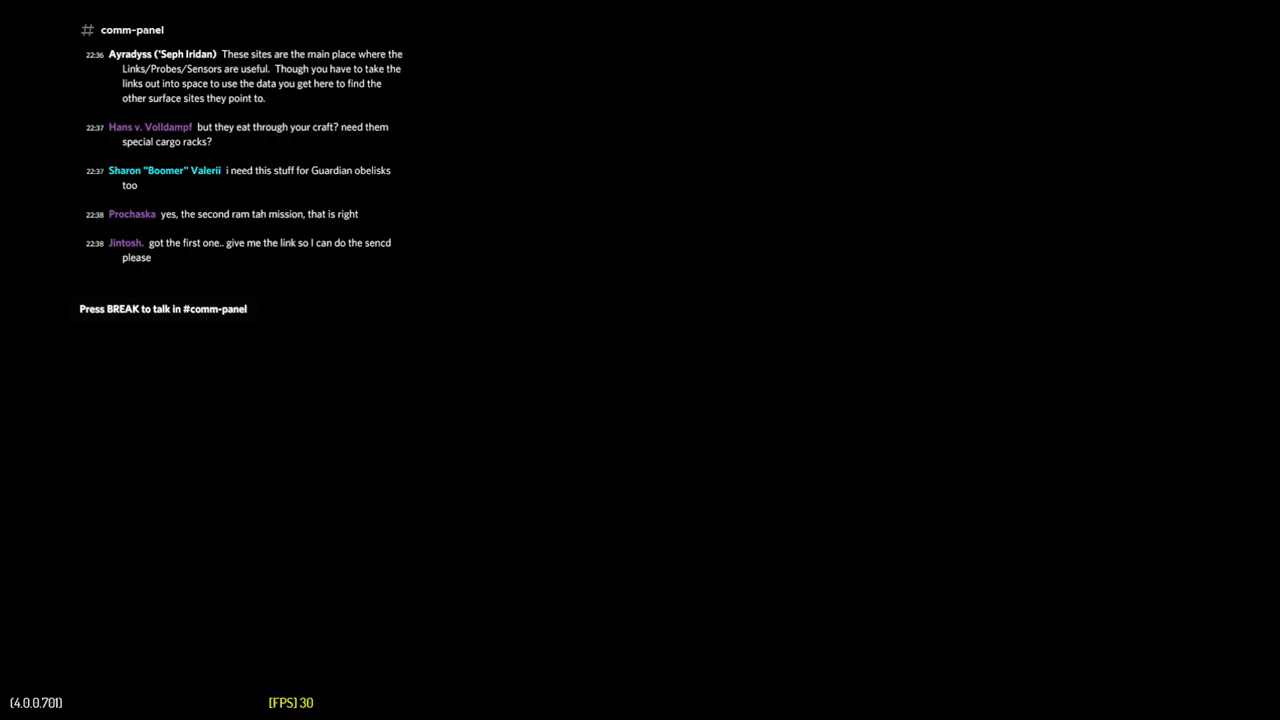 # comm-panel
22:36 Ayradyss ('Seph Iridan) These sites are the main place where the
Links/Probes/Sensors are useful. Though you have to take the
links out into space to use the data you get here to find the
other surface sites they point to.
22:37 Hans v. Volldampf but they eat through your craft? need them
special cargo racks?
22:37 Sharon "Boomer" Valerii i need this stuff for Guardian obelisks
too
22:38 Prochaska yes, the second ram tah mission, that is right
22:38 Jintosh. got the first one.. give me the link so I can do the sencd
please
Press BREAK to talk in #comm-panel
(4.0.0.701) [FPS] 30